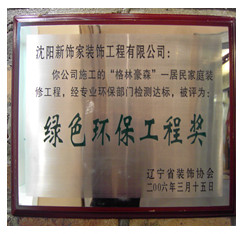 沈阳新饰家装饰工程有限公司：
你公司施工的“格林豪森”一居民家庭装
修工程，经专业环保部门检测达标，被评为：
绿色环保工程奖
辽宁省装饰协会
二00六年三月十五日